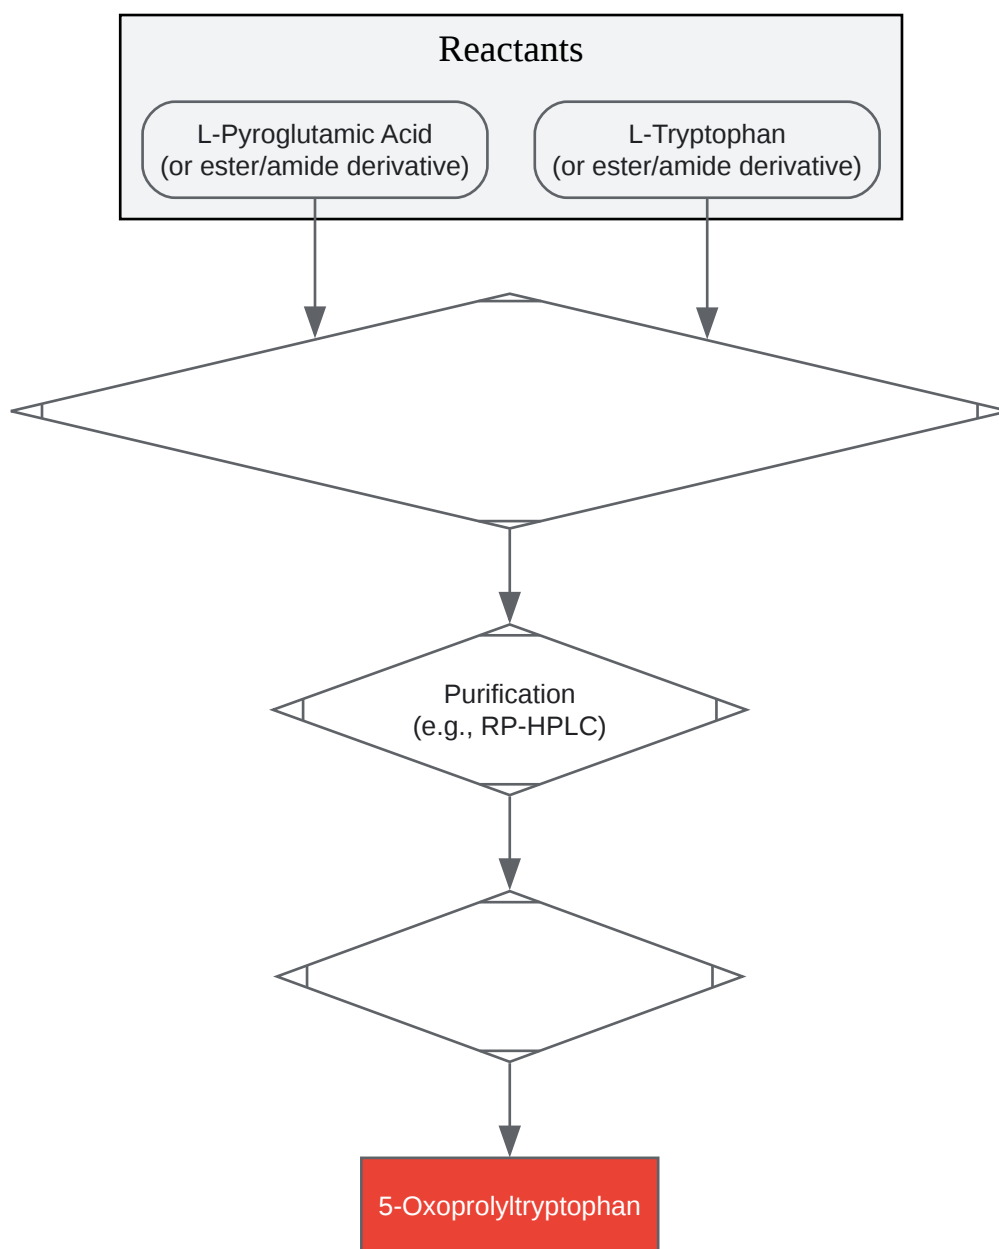 Reactants
L-Pyroglutamic Acid
(or ester/amide derivative)
L-Tryptophan
(or ester/amide derivative)
Purification
(e.g., RP-HPLC)
5-Oxoprolyltryptophan